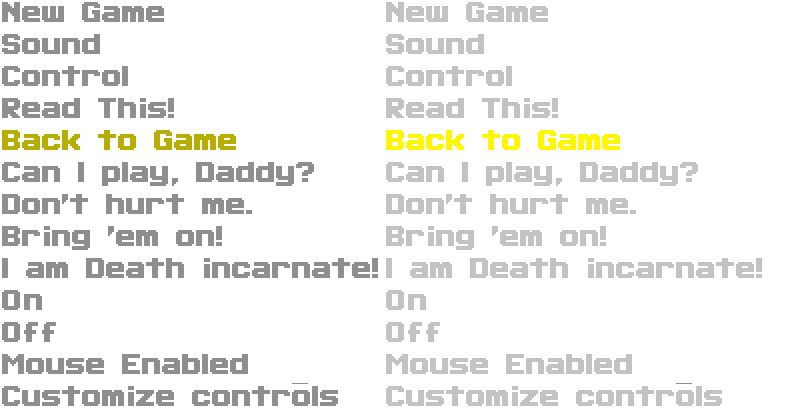 New Game New Game
Sound Sound
Control Control
Read This! Read This!
Back to Game Back to Game
Can I play, Daddy? Can I play, Daddy?
Don't hurt me. Don't hurt me.
Bring 'em on! Bring 'em on!
I am Death incarnate! I am Death incarnate!
On On
Off Off
Mouse Enabled Mouse Enabled
Customize contrōls Customize contrōls